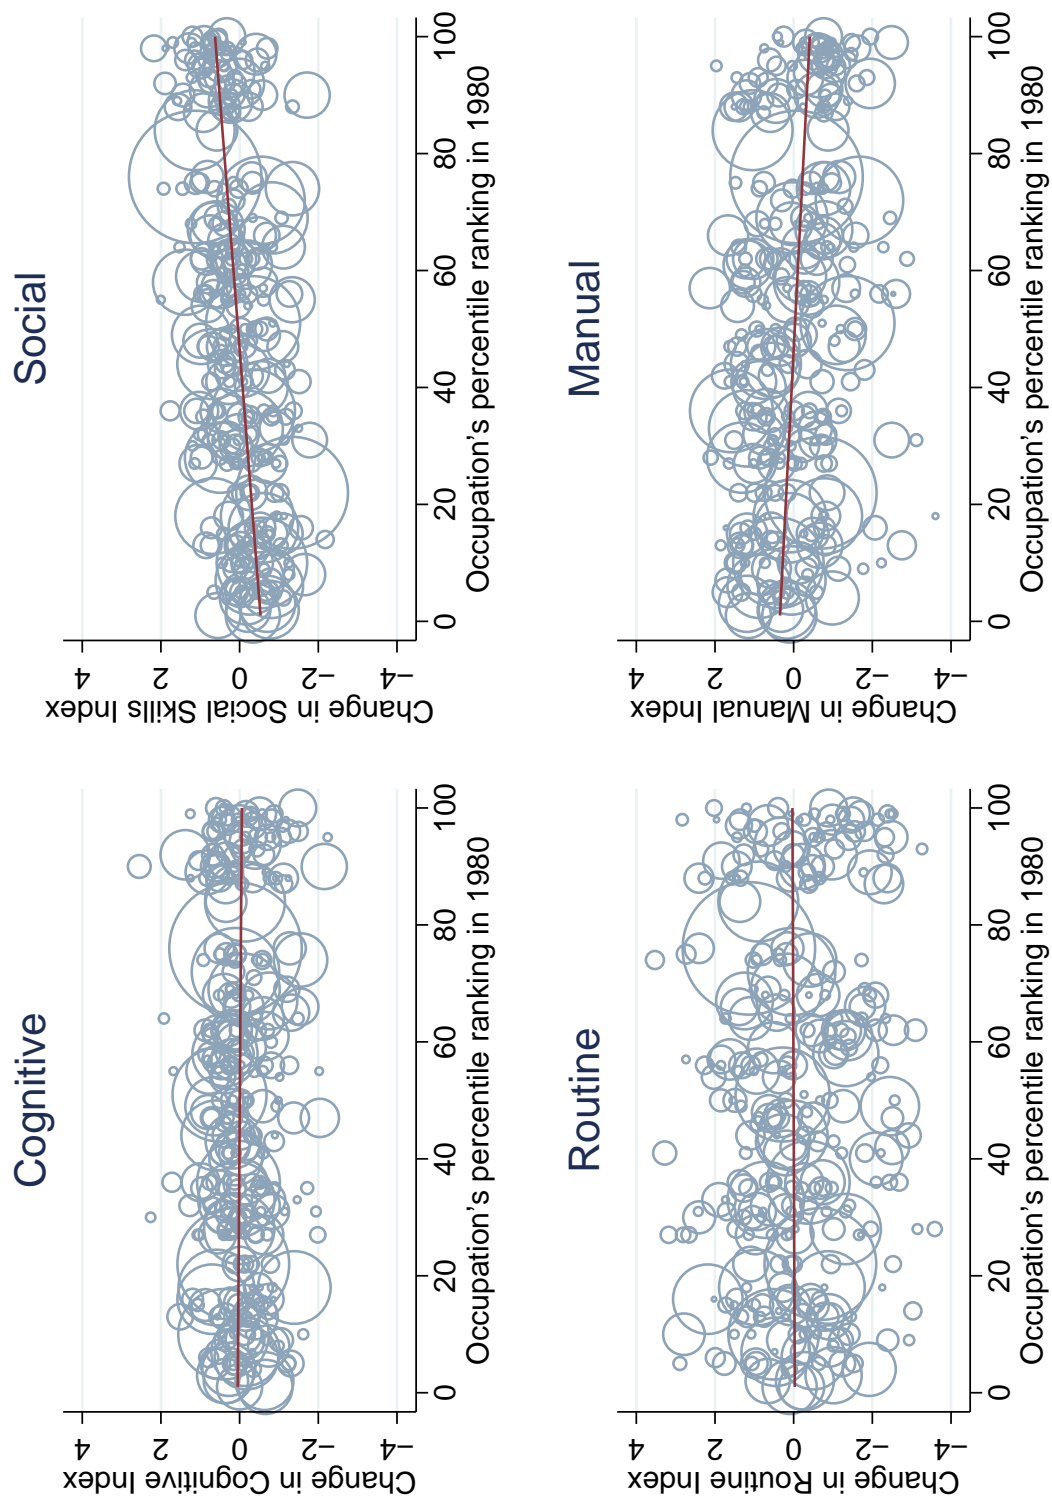 Cognitive
Change in Cognitive Index
4
2
0
−2
−4
0 20 40 60 80 100
Occupation’s percentile ranking in 1980
Social
Change in Social Skills Index
4
2
0
−2
−4
0 20 40 60 80 100
Occupation’s percentile ranking in 1980
Routine
Change in Routine Index
4
2
0
−2
−4
0 20 40 60 80 100
Occupation’s percentile ranking in 1980
Manual
Change in Manual Index
4
2
0
−2
−4
0 20 40 60 80 100
Occupation’s percentile ranking in 1980